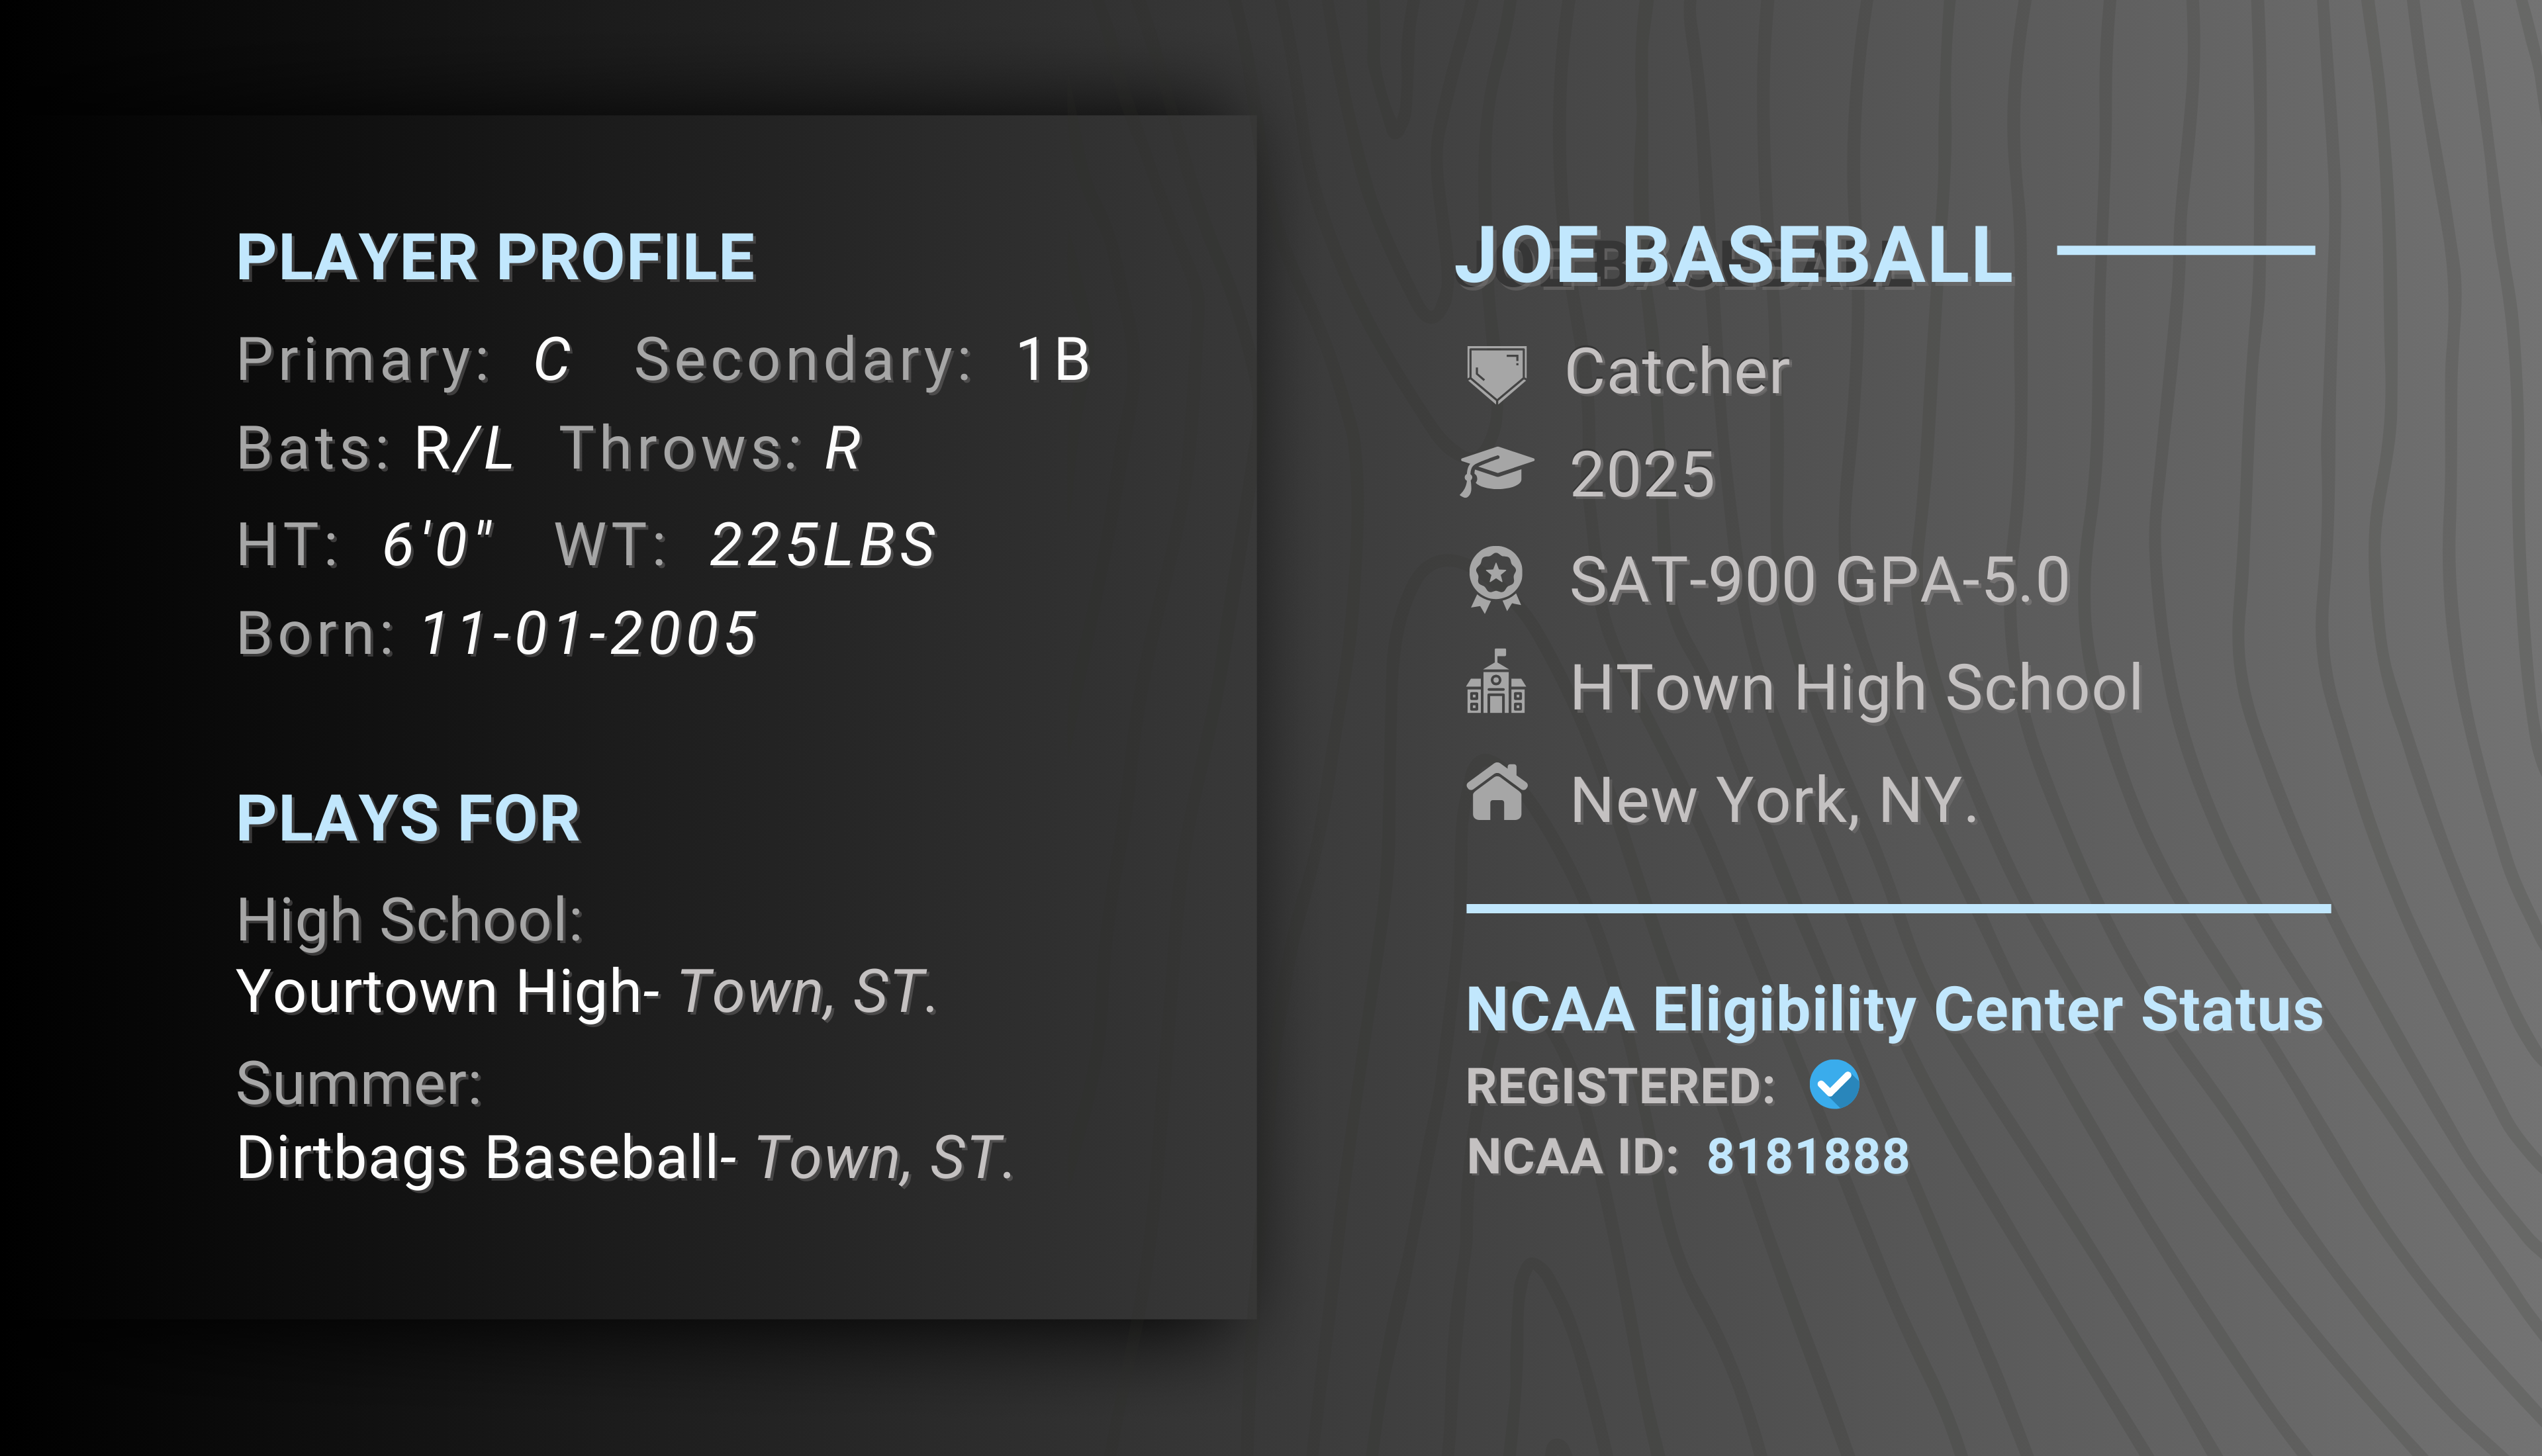 PLAYER PROFILE
Primary: C Secondary: 1B
Bats: R/L Throws: R
HT: 6'0" WT: 225LBS
Born: 11-01-2005
PLAYS FOR
High School:
Yourtown High- Town, ST.
Summer:
Dirtbags Baseball- Town, ST.
JOE BASEBALL
Catcher
2025
SAT-900 GPA-5.0
HTown High School
New York, NY.
NCAA Eligibility Center Status
REGISTERED:
NCAA ID: 8181888